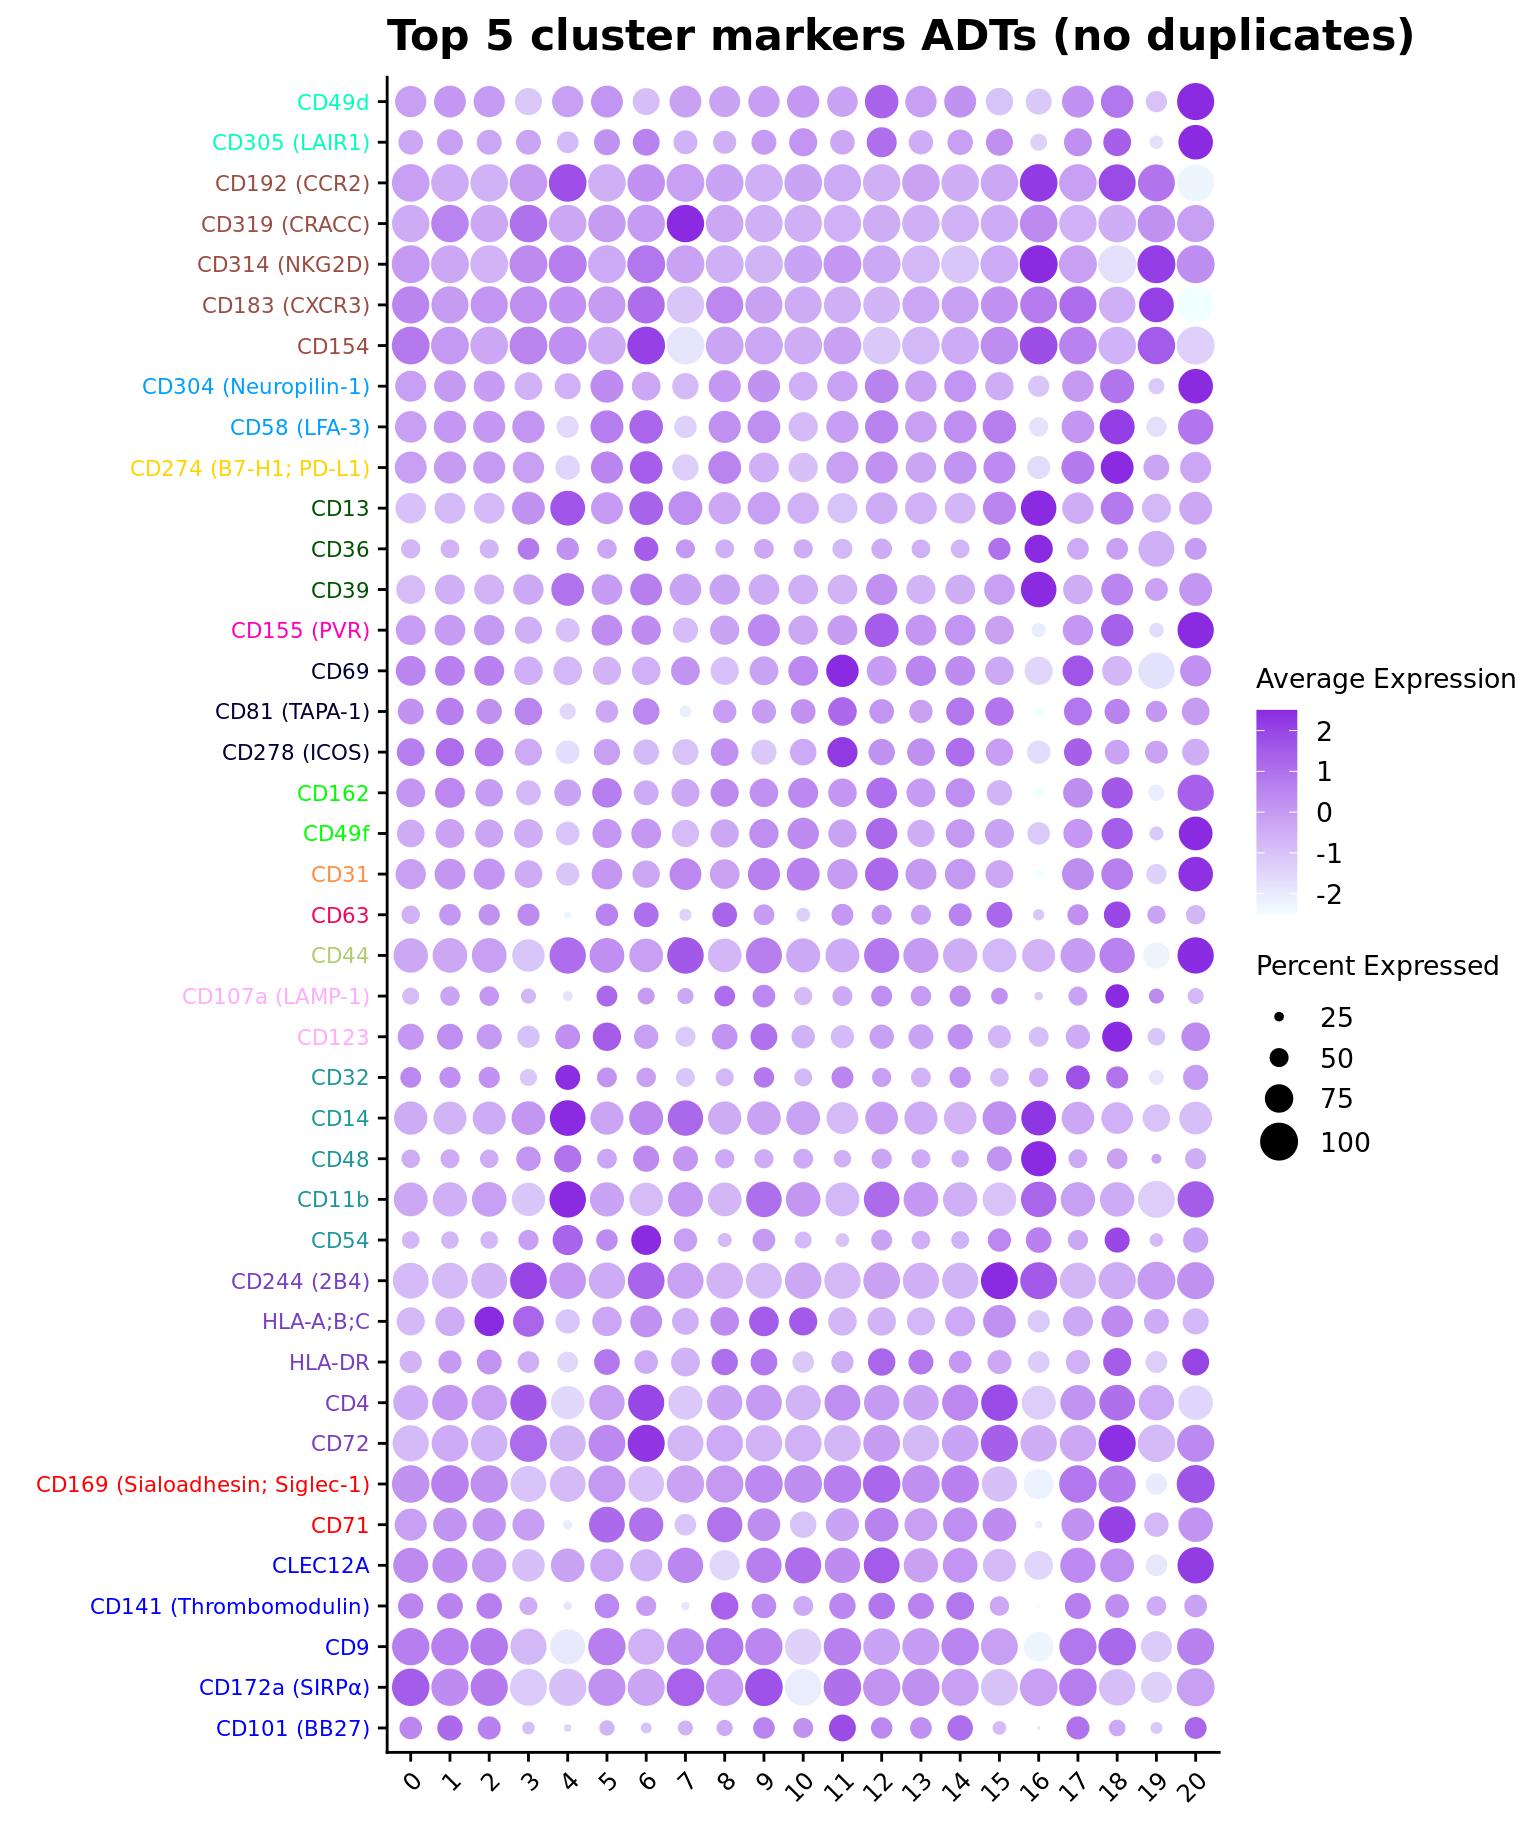 Top 5 cluster markers ADTs (no duplicates)
CD49d
CD305 (LAIR1)
CD192 (CCR2)
CD319 (CRACC)
CD314 (NKG2D)
CD183 (CXCR3)
CD154
CD304 (Neuropilin-1)
CD58 (LFA-3)
CD274 (B7-H1; PD-L1)
CD13
CD36
CD39
CD155 (PVR)
CD69
CD81 (TAPA-1)
CD278 (ICOS)
CD162
CD49f
CD31
CD63
CD44
CD107a (LAMP-1)
CD123
CD32
CD14
CD48
CD11b
CD54
CD244 (2B4)
HLA-A;B;C
HLA-DR
CD4
CD72
CD169 (Sialoadhesin; Siglec-1)
CD71
CLEC12A
CD141 (Thrombomodulin)
CD9
CD172a (SIRPα)
CD101 (BB27)
0 1 2 3 4 5 6 7 8 9 10 11 12 13 14 15 16 17 18 19 20
Average Expression
2
1
0
-1
-2
Percent Expressed
25
50
75
100